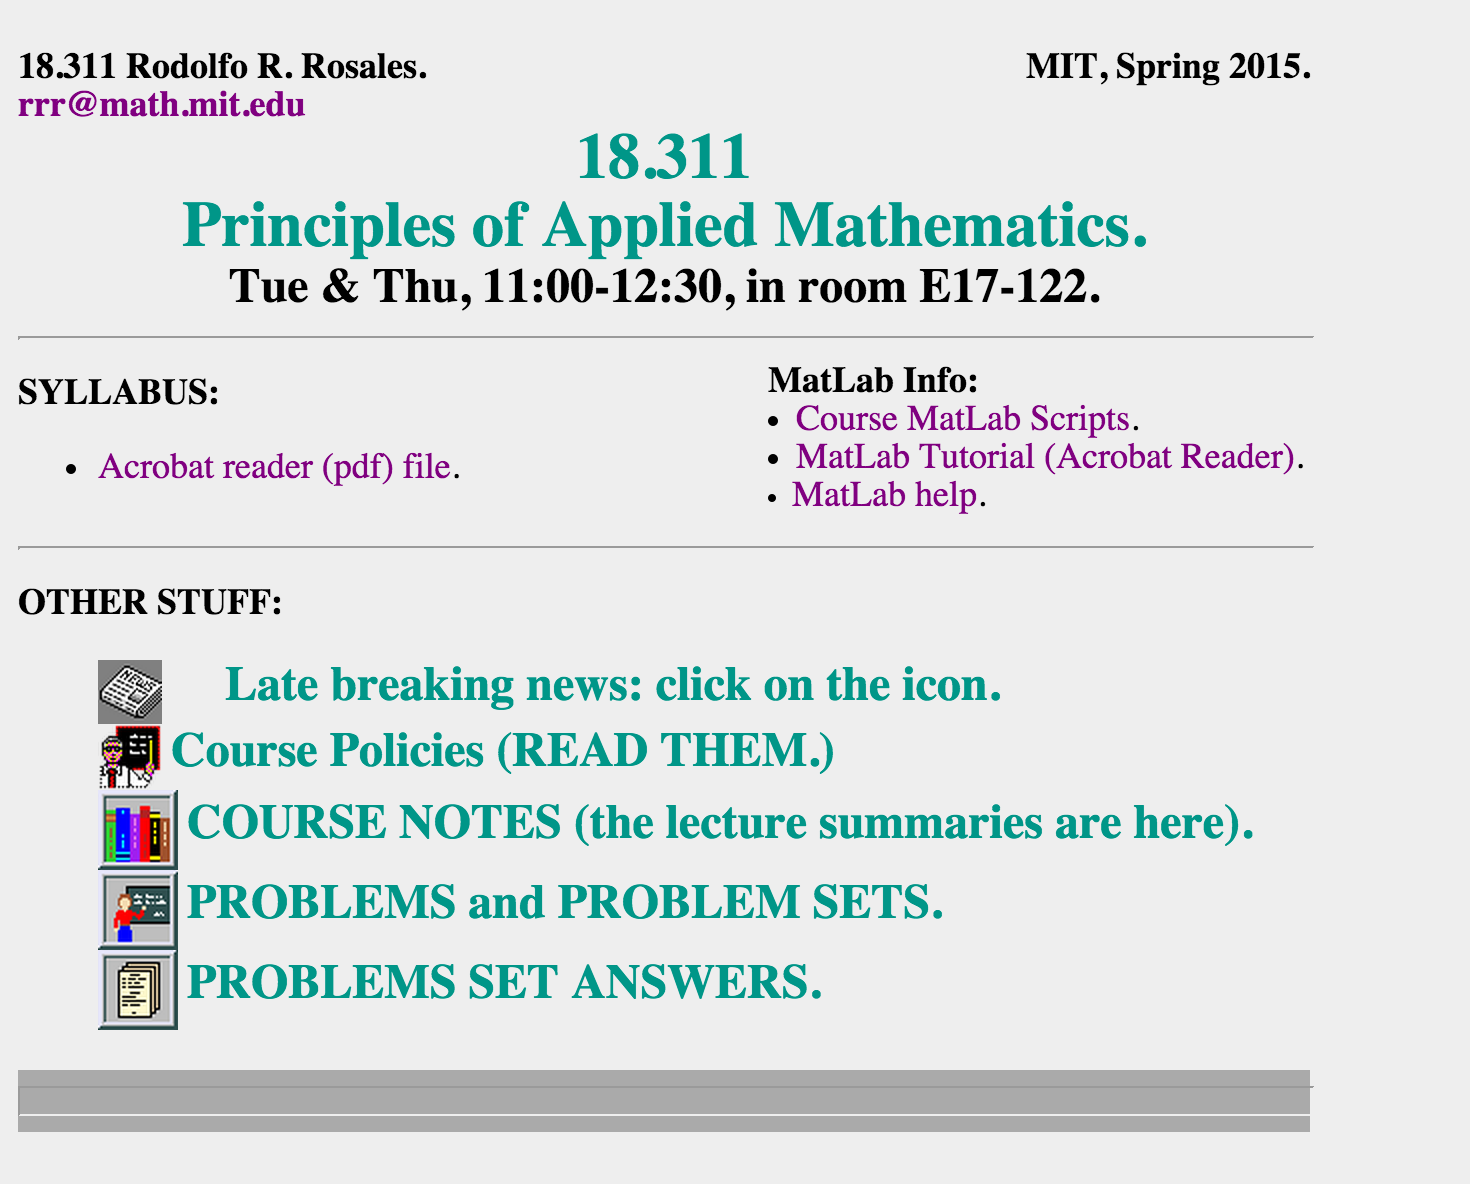 18.311 Rodolfo R. Rosales. MIT, Spring 2015.
rrr@math.mit.edu
18.311
Principles of Applied Mathematics.
Tue & Thu, 11:00-12:30, in room E17-122.
SYLLABUS:
• Acrobat reader (pdf) file.
MatLab Info:
• Course MatLab Scripts.
• MatLab Tutorial (Acrobat Reader).
• MatLab help.
OTHER STUFF:
NEWS
Late breaking news: click on the icon.
Course Policies (READ THEM.)
COURSE NOTES (the lecture summaries are here).
PROBLEMS and PROBLEM SETS.
PROBLEMS SET ANSWERS.